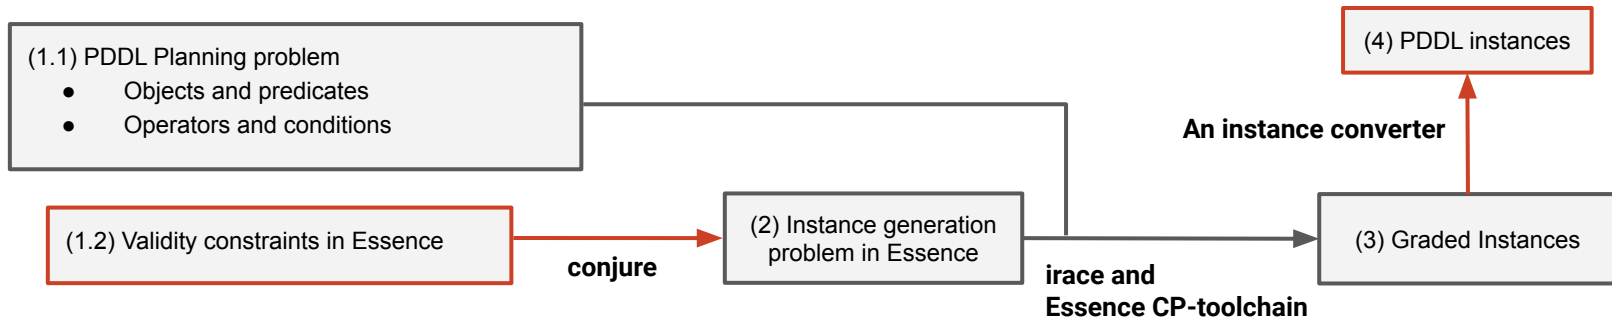 (1.1) PDDL Planning problem
● Objects and predicates
● Operators and conditions
(4) PDDL instances
An instance converter
(1.2) Validity constraints in Essence
conjure
(2) Instance generation
problem in Essence
irace and
Essence CP-toolchain
(3) Graded Instances